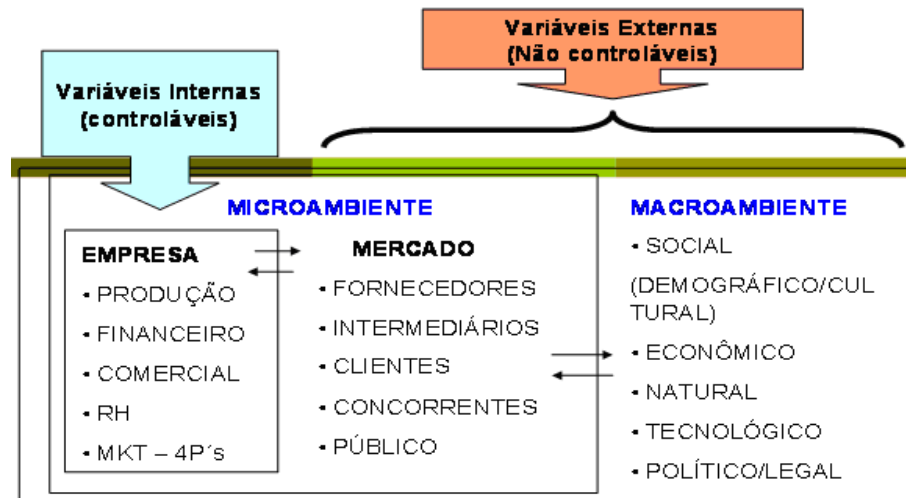 Variáveis Externas
(Não controláveis)
Variáveis Internas
(controláveis)
MICROAMBIENTE
EMPRESA
• PRODUÇÃO
• FINANCEIRO
• COMERCIAL
• RH
• MKT – 4P´s
MERCADO
• FORNECEDORES
• INTERMEDIÁRIOS
• CLIENTES
• CONCORRENTES
• PÚBLICO
MACROAMBIENTE
• SOCIAL
(DEMOGRÁFICO/CUL
TURAL)
• ECONÔMICO
• NATURAL
• TECNOLÓGICO
• POLÍTICO/LEGAL